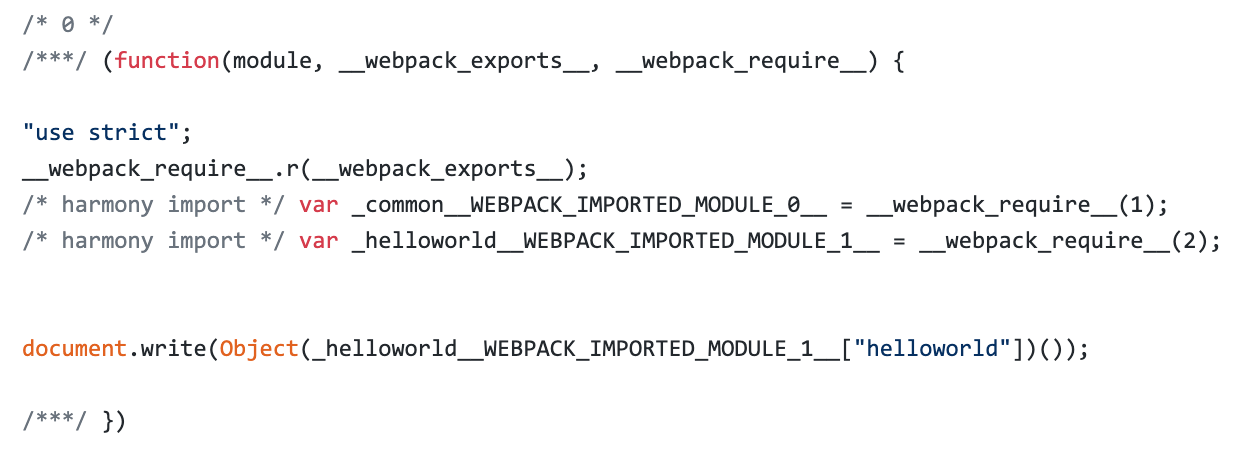 /* 0 */
/***/ (function(module, __webpack_exports__, __webpack_require__) {
"use strict";
__webpack_require__.r(__webpack_exports__);
/* harmony import */ var _common__WEBPACK_IMPORTED_MODULE_0__ = __webpack_require__(1);
/* harmony import */ var _helloworld__WEBPACK_IMPORTED_MODULE_1__ = __webpack_require__(2);
document.write(Object(_helloworld__WEBPACK_IMPORTED_MODULE_1__["helloworld"])());
/***/ })